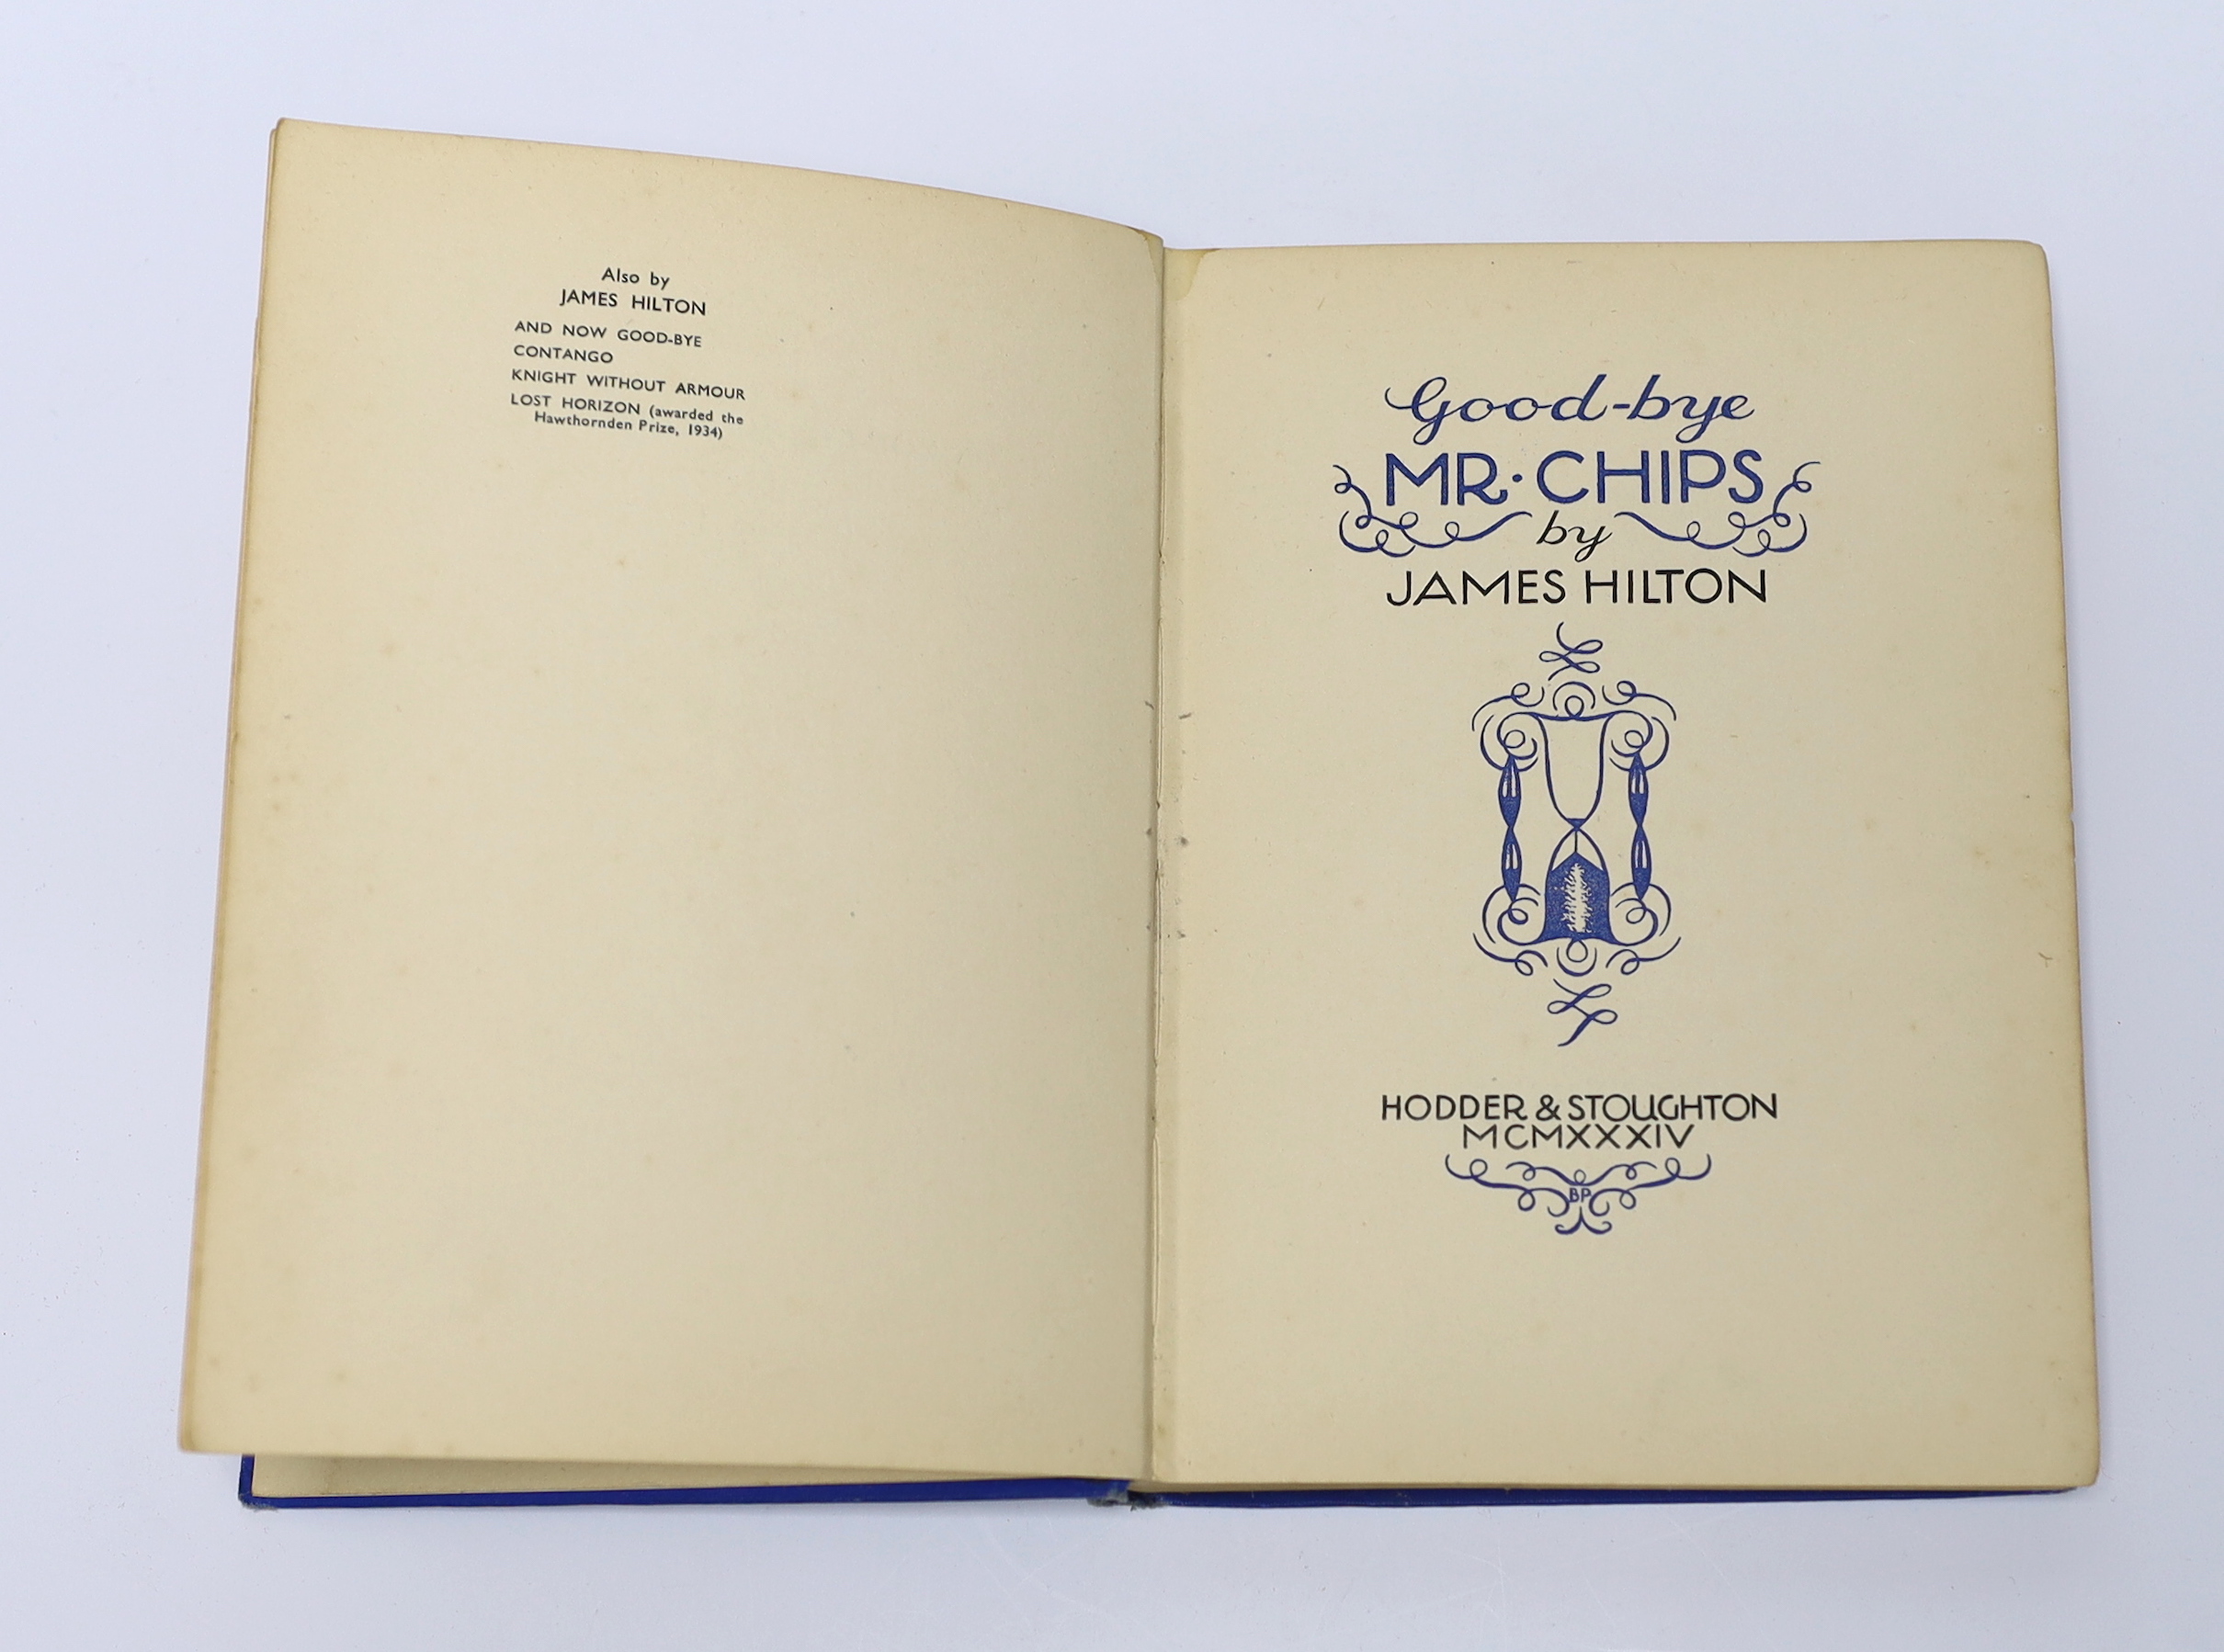 Also by
JAMES HILTON
AND NOW GOOD-BYE
CONTANGO
KNIGHT WITHOUT ARMOUR
LOST HORIZON (awarded the
Hawthornden Prize, 1934)
Good-bye
MR·CHIPS
by
JAMES HILTON
HODDER & STOUGHTON
MCMXXXIV
BP